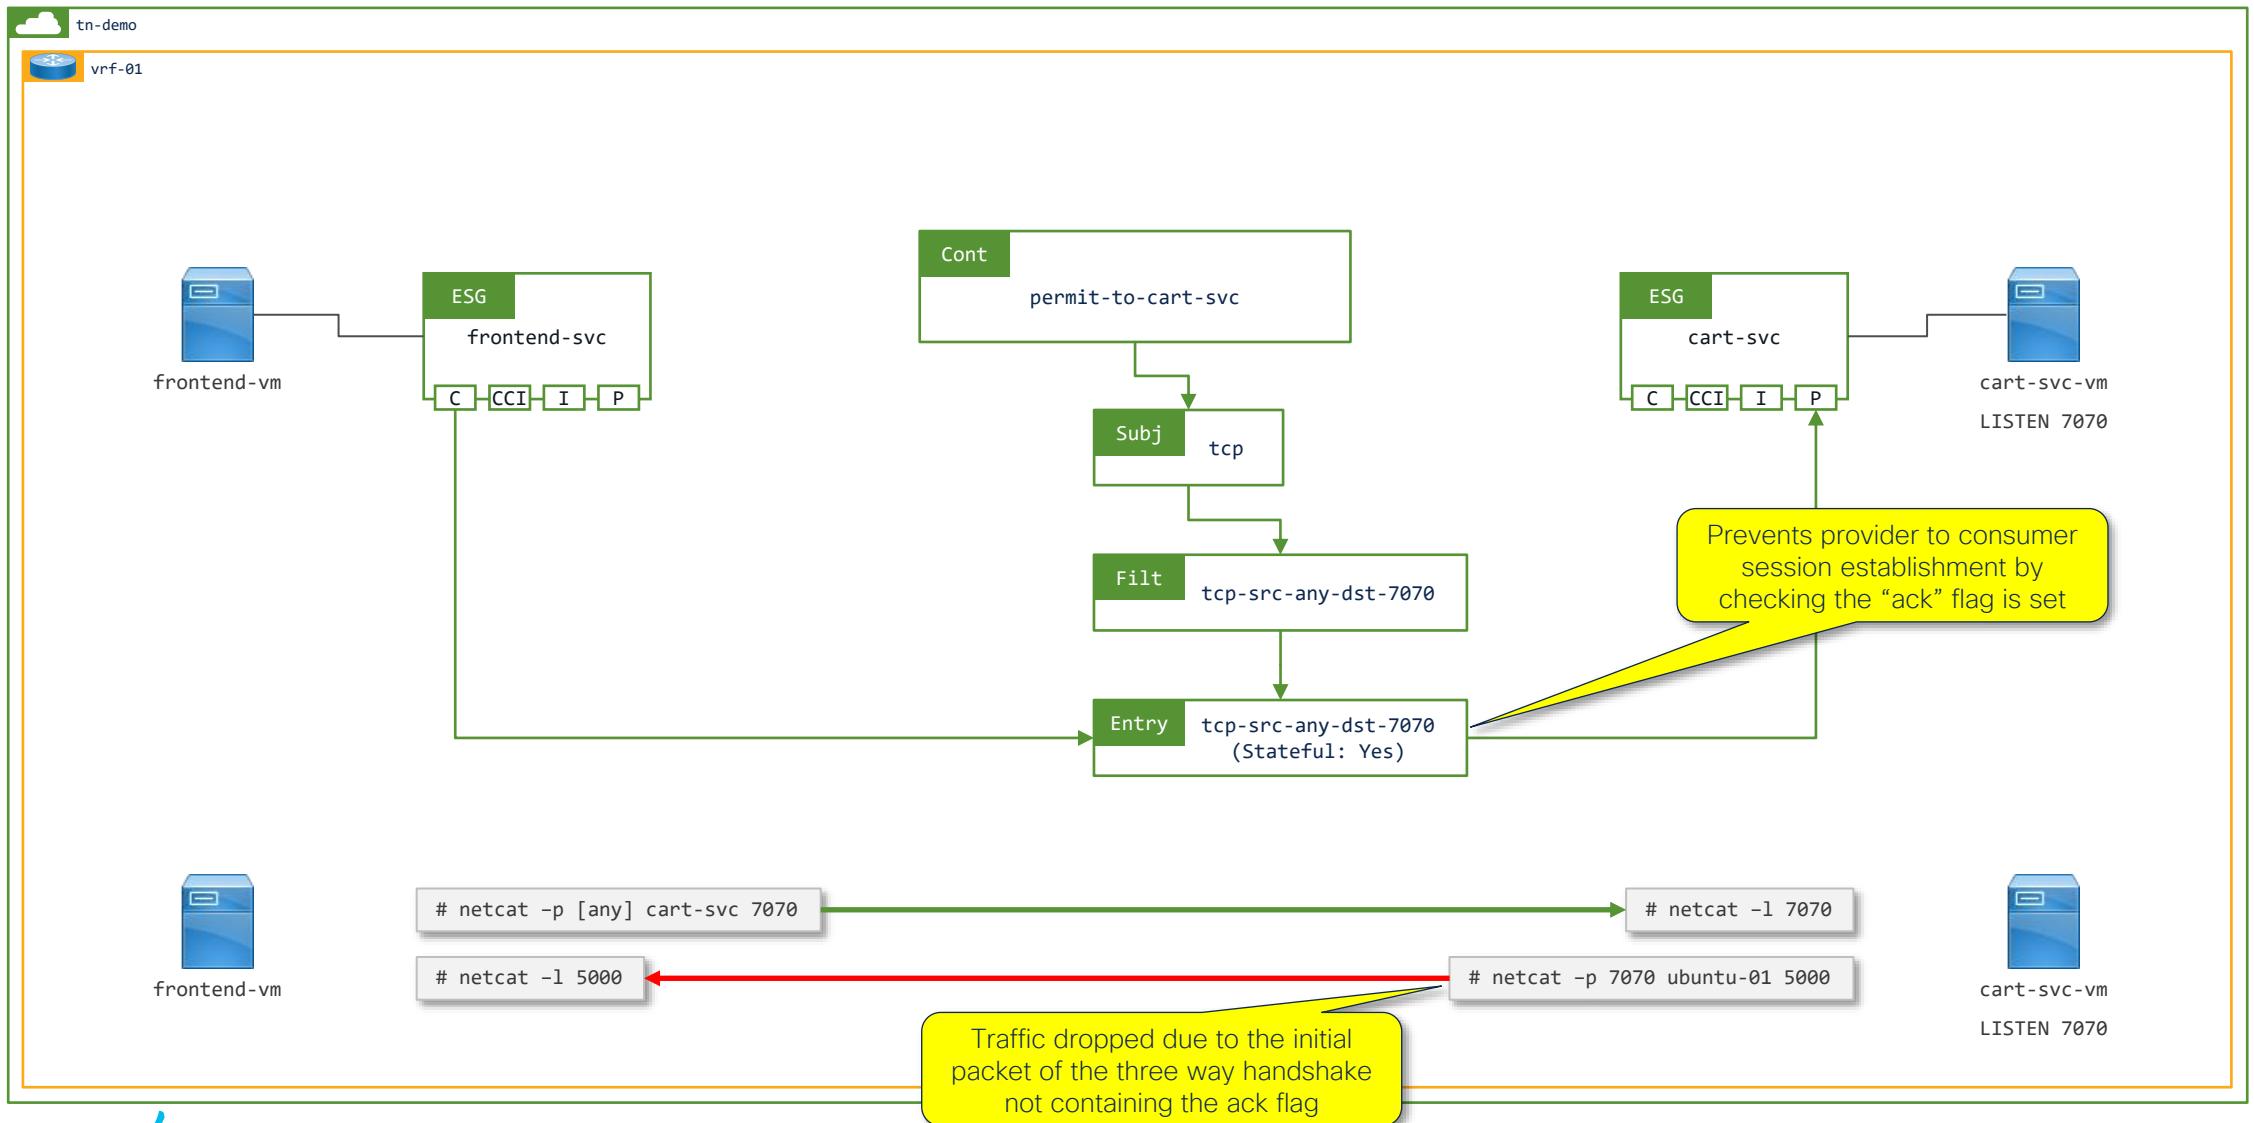 tn-demo
vrf-01
Cont
permit-to-cart-svc
ESG
frontend-svc
C CCI I P
frontend-vm
ESG
cart-svc
C CCI I P
cart-svc-vm
LISTEN 7070
Subj
tcp
Filt
tcp-src-any-dst-7070
Prevents provider to consumer
session establishment by
checking the “ack” flag is set
Entry
tcp-src-any-dst-7070
(Stateful: Yes)
frontend-vm
# netcat –p [any] cart-svc 7070
# netcat –l 7070
# netcat –l 5000
# netcat –p 7070 ubuntu-01 5000
cart-svc-vm
LISTEN 7070
Traffic dropped due to the initial
packet of the three way handshake
not containing the ack flag